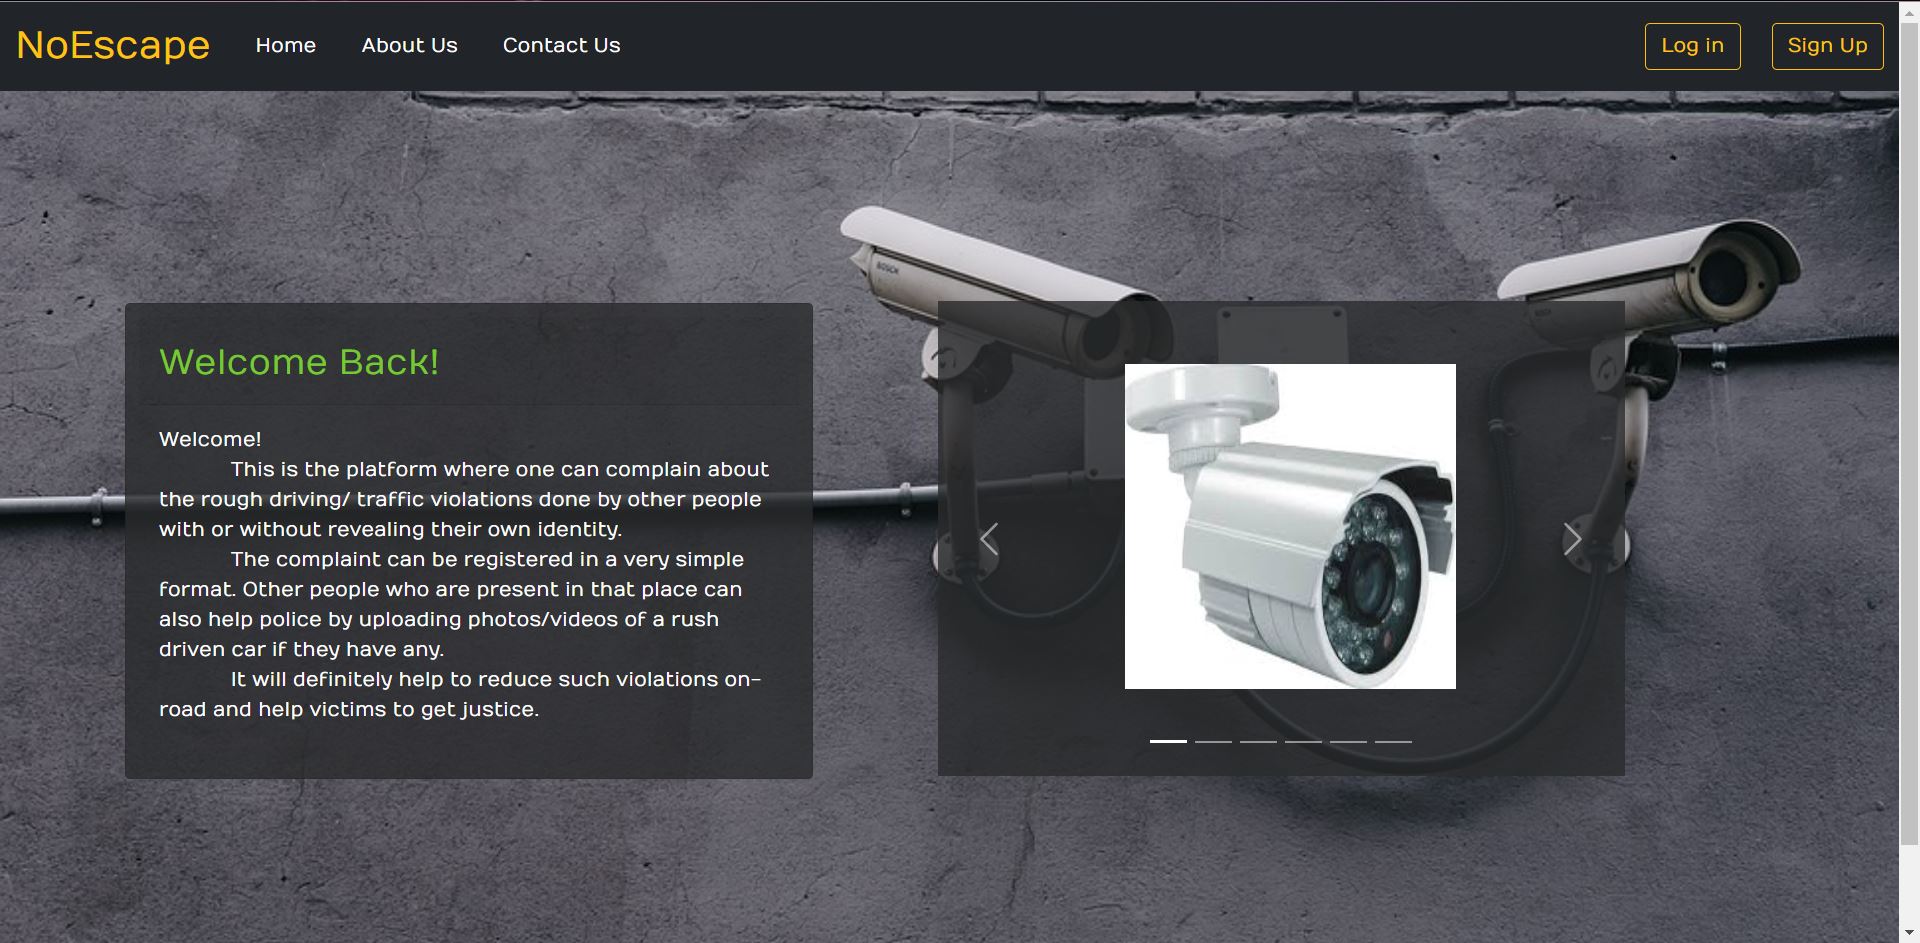 NoEscape
Home
About Us
Contact Us
Log in
Sign Up
BOSCH
Welcome Back!
Welcome!
This is the platform where one can complain about
the rough driving/ traffic violations done by other people
with or without revealing their own identity.
The complaint can be registered in a very simple
format. Other people who are present in that place can
also help police by uploading photos/videos of a rush
driven car if they have any.
It will definitely help to reduce such violations on-
road and help victims to get justice.